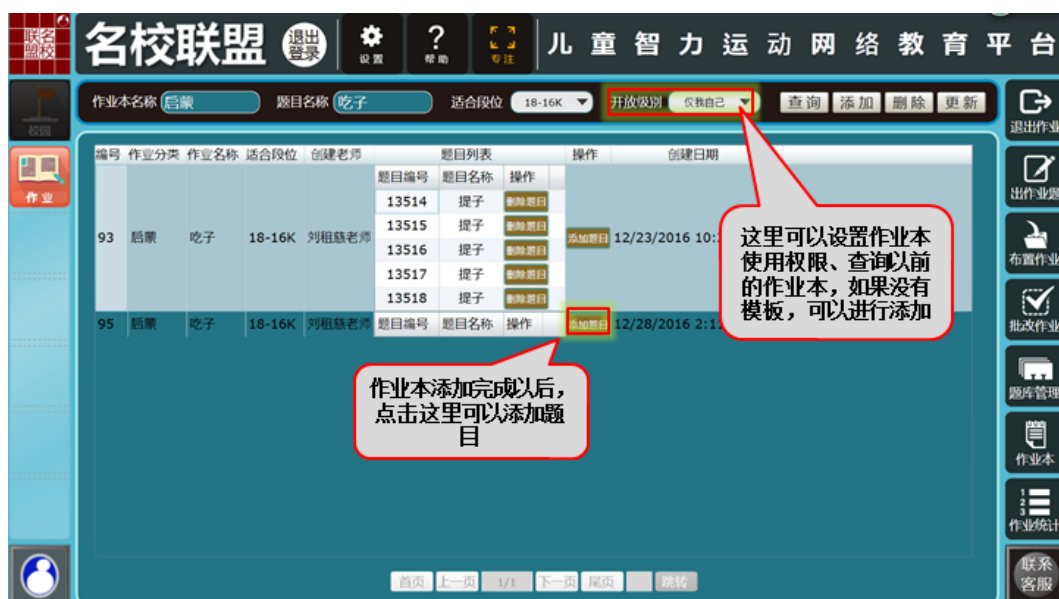 联名
盟校
名校联盟
退出
登录
设置
帮助
专注
儿童智力运动网络教育平台
作业本名称 启蒙 题目名称 吃子 适合段位 18-16K 开放级别 仅我自己 查询 添加 删除 更新
校园
作业
编号 作业分类 作业名称 适合段位 创建老师 题目列表 操作 创建日期
题目编号 题目名称 操作
13514 提子 删除题目
13515 提子 删除题目
93 启蒙 吃子 18-16K 刘祖慈老师 添加题目 12/23/2016 10:
13516 提子 删除题目
13517 提子 删除题目
13518 提子 删除题目
95 启蒙 吃子 18-16K 刘祖慈老师 题目编号 题目名称 操作 添加题目 12/28/2016 2:1
这里可以设置作业本
使用权限、查询以前
的作业本，如果没有
模板，可以进行添加
作业本添加完成以后，
点击这里可以添加题
目
退出作业
出作业题
布置作业
批改作业
题库管理
作业本
作业统计
联系
客服
首页 上一页 1/1 下一页 尾页 跳转